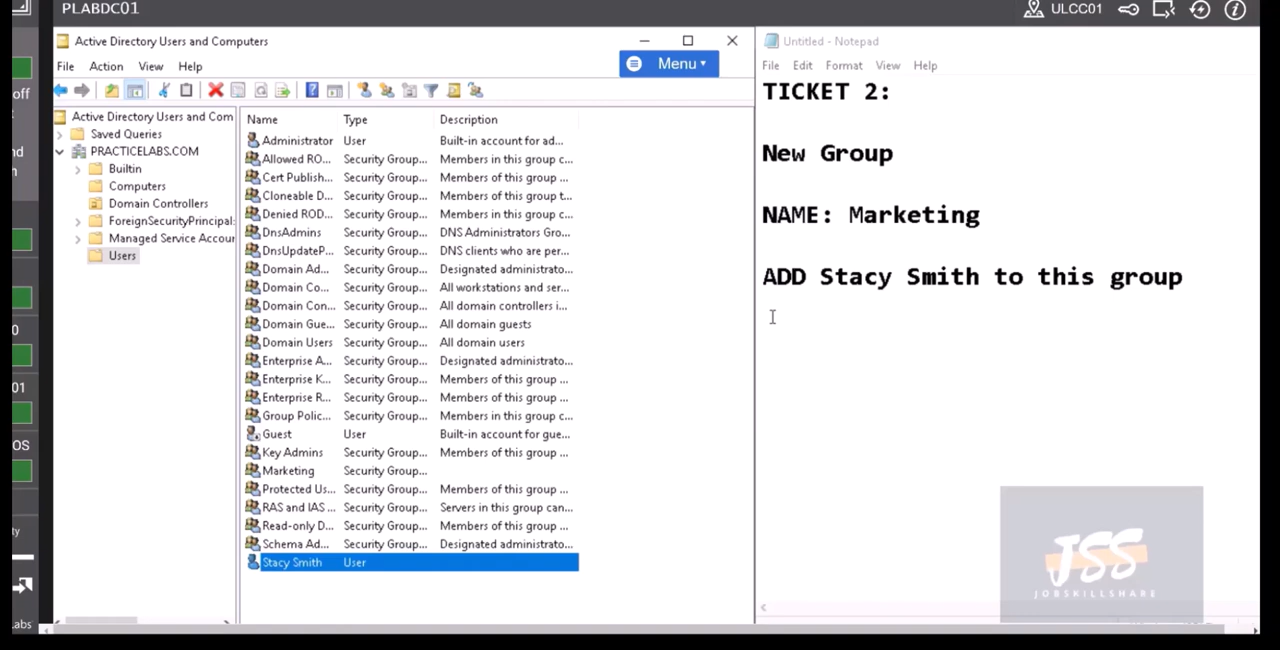 PLABDC01
ULCC01
Active Directory Users and Computers
File Action View Help
Menu
Active Directory Users and Com
Saved Queries
PRACTICELABS.COM
Builtin
Computers
Domain Controllers
ForeignSecurityPrincipal:
Managed Service Accour
Users
Name Type Description
Administrator User Built-in account for ad...
Allowed RO... Security Group... Members in this group c...
Cert Publish... Security Group... Members of this group ...
Cloneable D... Security Group... Members of this group t...
Denied ROD... Security Group... Members in this group c...
DnsAdmins Security Group... DNS Administrators Gro...
DnsUpdateP... Security Group... DNS clients who are per...
Domain Ad... Security Group... Designated administrato...
Domain Co... Security Group... All workstations and ser...
Domain Con... Security Group... All domain controllers i...
Domain Gue... Security Group... All domain guests
Domain Users Security Group... All domain users
Enterprise A... Security Group... Designated administrato...
Enterprise K... Security Group... Members of this group ...
Enterprise R... Security Group... Members of this group ...
Group Polic... Security Group... Members in this group c...
Guest User Built-in account for gue...
Key Admins Security Group... Members of this group ...
Marketing Security Group...
Protected Us... Security Group... Members of this group ...
RAS and IAS ... Security Group... Servers in this group can...
Read-only D... Security Group... Members of this group ...
Schema Ad... Security Group... Designated administrato...
Stacy Smith User
Untitled - Notepad
File Edit Format View Help
TICKET 2:
New Group
NAME: Marketing
ADD Stacy Smith to this group
JSS
JOBSKILLSHARE
off
nd
h
0
01
OS
ty
abs